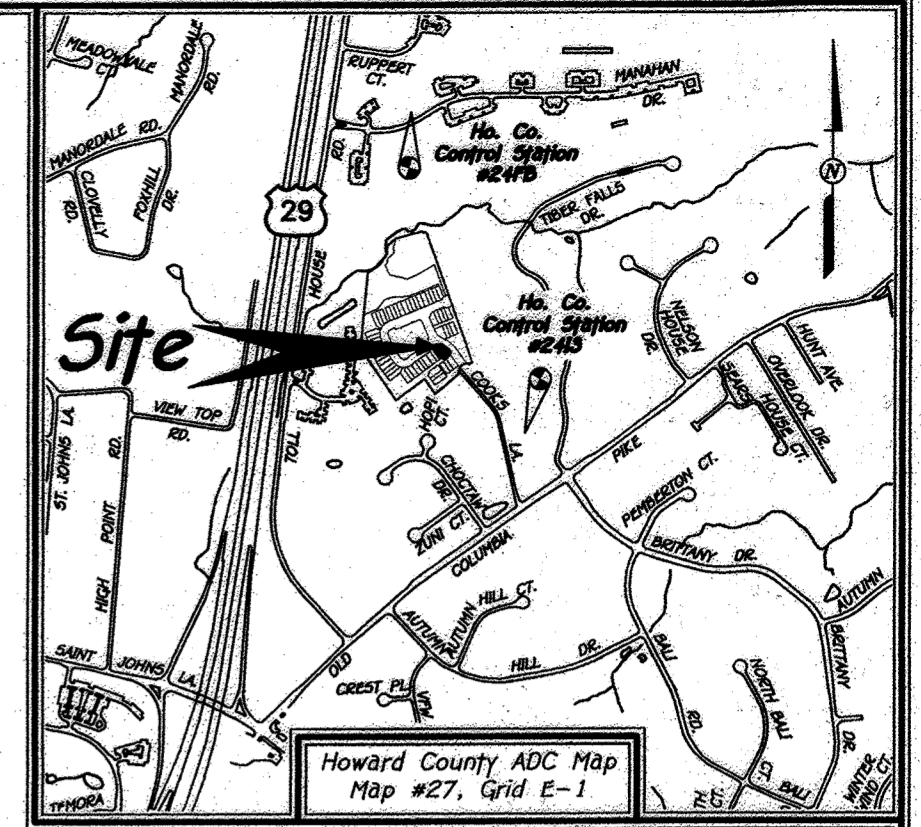 MEADOWVALE
CT.
MANORDALE
RD.
MANORDALE RD.
CLOVELLY
RD.
FOXHILL
DR.
RUPPERT
CT.
RD.
MANAHAN
DR.
Ho. Co.
Control Station
#24FB
29
HOUSE
TIBER FALLS
DR.
N
Ho. Co.
Control Station
#2413
NELSON
HOUSE
DR.
HUNT AVE.
OVERLOOK DR.
SEARS
HOUSE CT.
Site
COOKS
LA.
HOPI
CT.
CHOCTAW
DR.
ZUNI CT.
VIEW TOP
RD.
ST. JOHNS LA.
HIGH POINT RD.
TOLL
PIKE
COLUMBIA
OLD
PEMBERTON CT.
BRITTANY DR.
AUTUMN
BRITTANY
DR.
AUTUMN
HILL
DR.
AUTUMN HILL CT.
CREST PL.
VFW
SAINT JOHNS LA.
BALI
RD.
NORTH BALI
CT.
BALI
WINTER
WIND CT.
CT.
Howard County ADC Map
Map #27, Grid E-1